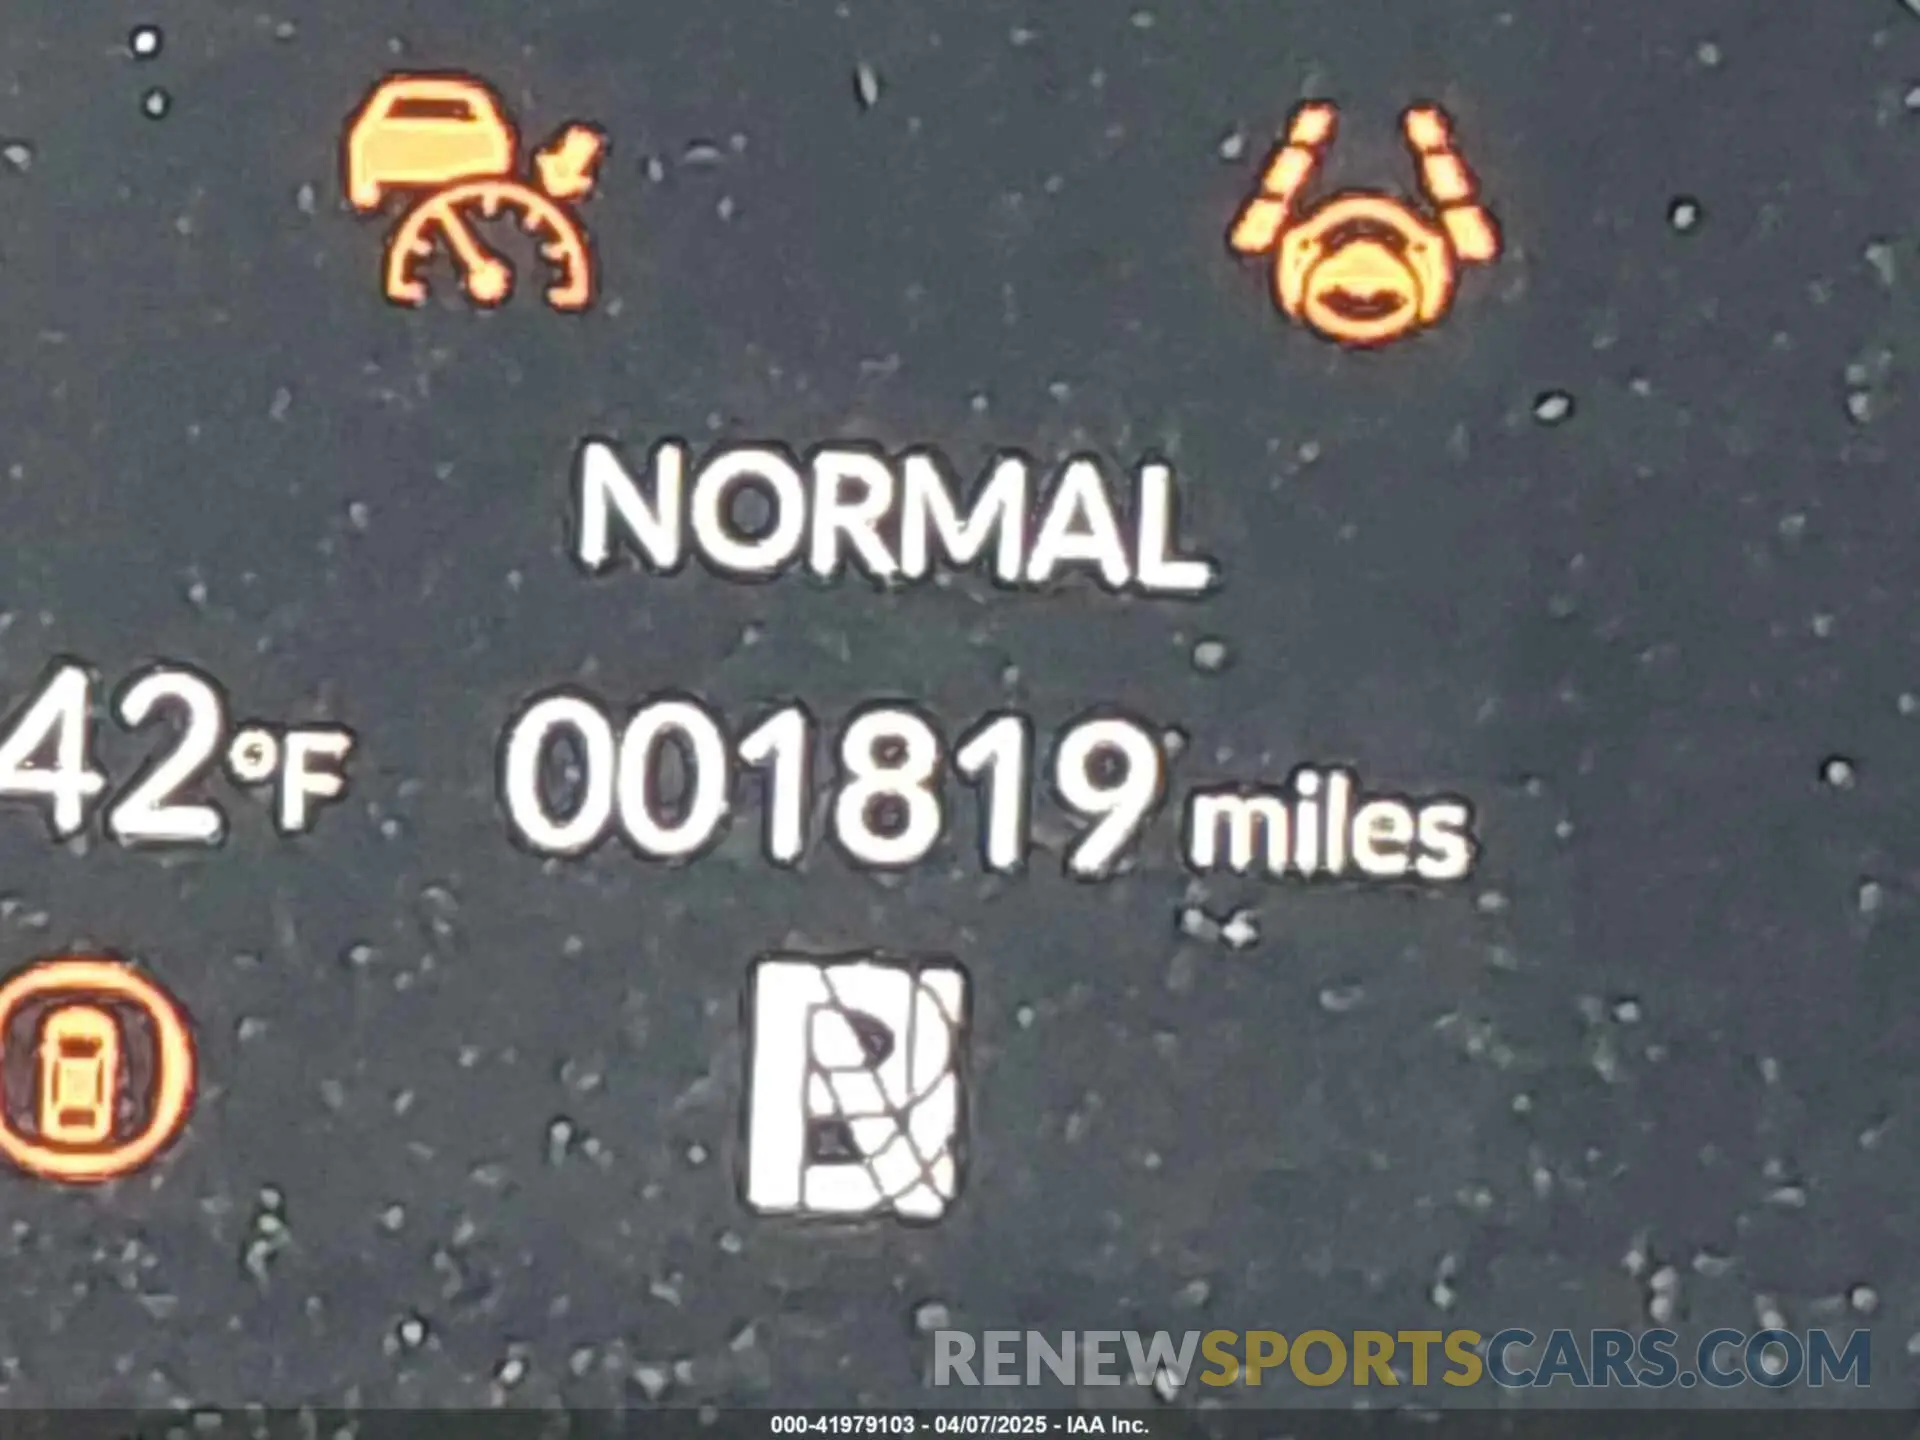 NORMAL
42°F 001819 miles
RENEWSPORTSCARS.COM
000-41979103 - 04/07/2025 - IAA Inc.